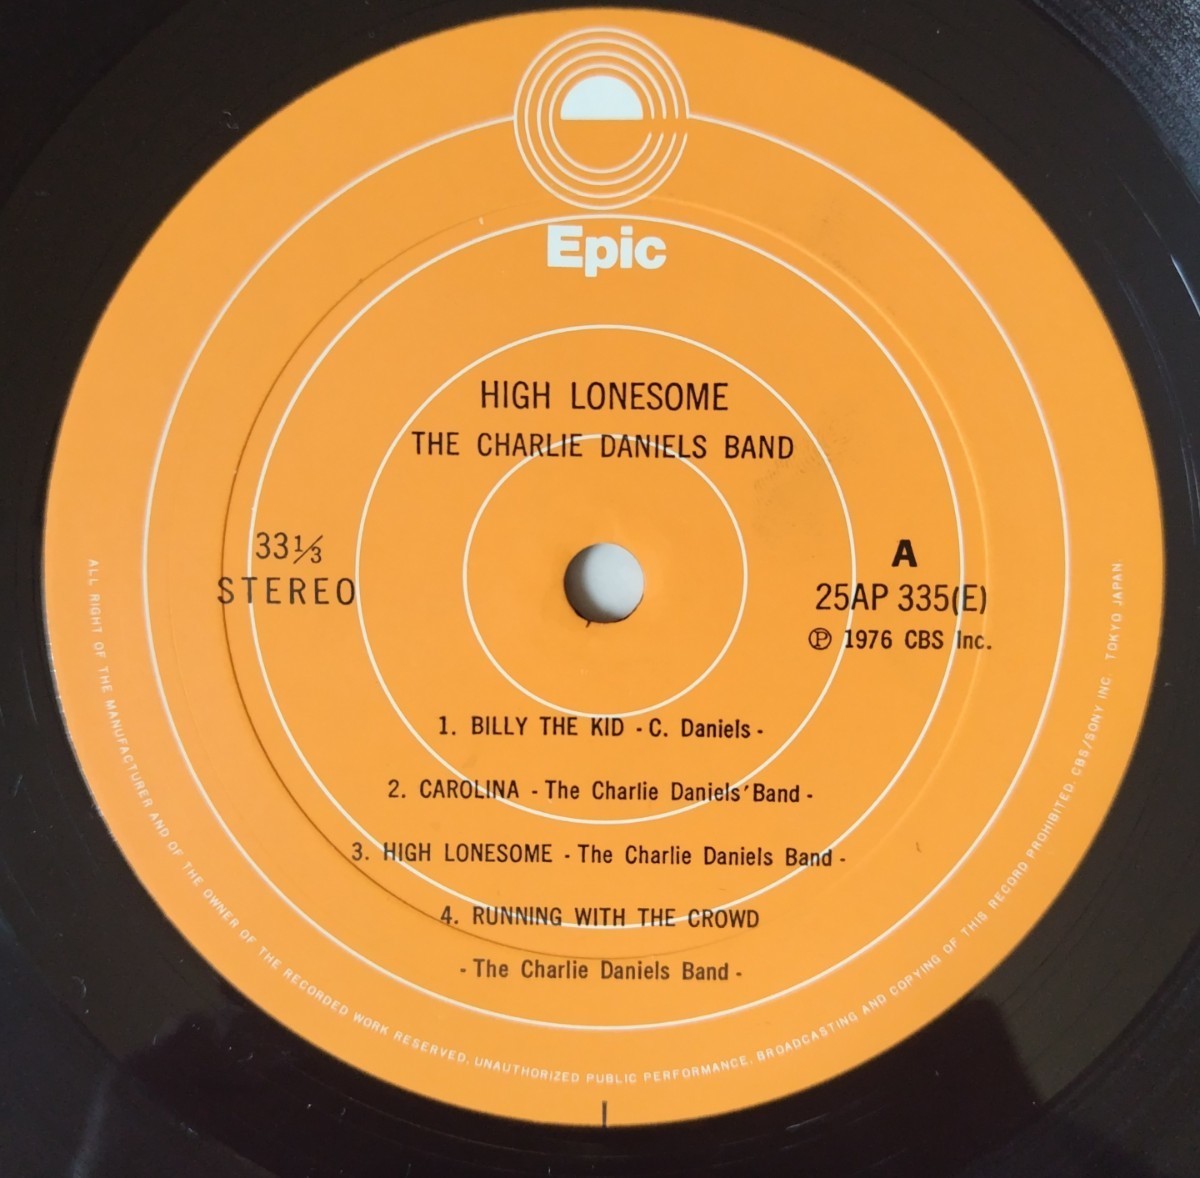 Epic
HIGH LONESOME
THE CHARLIE DANIELS BAND
33⅓
STEREO
A
25AP 335(E)
℗ 1976 CBS Inc.
1. BILLY THE KID - C. Daniels -
2. CAROLINA - The Charlie Daniels' Band -
3. HIGH LONESOME - The Charlie Daniels Band -
4. RUNNING WITH THE CROWD
- The Charlie Daniels Band -
ALL RIGHT OF THE MANUFACTURER AND OF THE OWNER OF THE RECORDED WORK RESERVED. UNAUTHORIZED PUBLIC PERFORMANCE. BROADCASTING AND COPYING OF THIS RECORD PROHIBITED. CBS/SONY INC. TOKYO JAPAN.